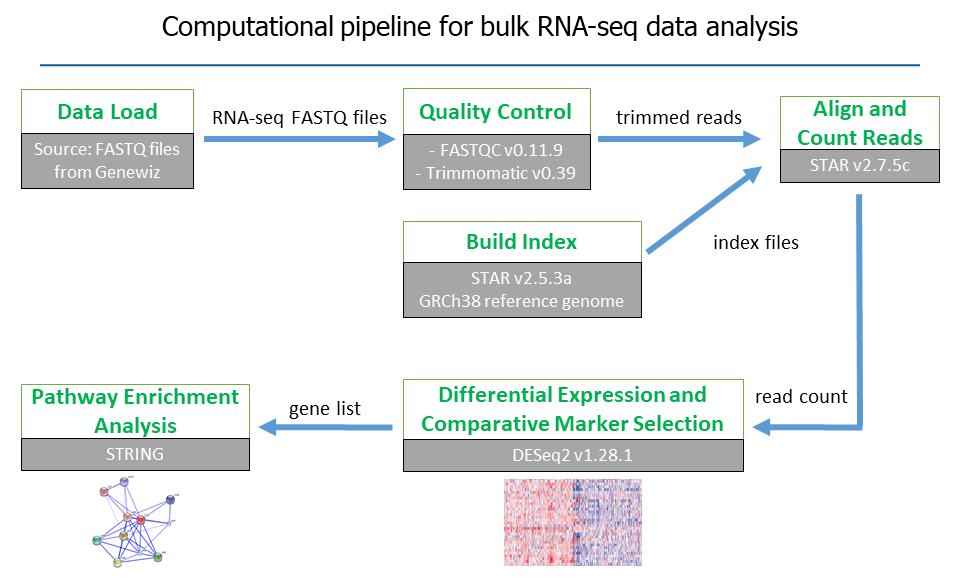 Computational pipeline for bulk RNA-seq data analysis
Data Load
Source: FASTQ files
from Genewiz
RNA-seq FASTQ files
Quality Control
- FASTQC v0.11.9
- Trimmomatic v0.39
trimmed reads
Align and
Count Reads
STAR v2.7.5c
Build Index
STAR v2.5.3a
GRCh38 reference genome
index files
read count
Differential Expression and
Comparative Marker Selection
DESeq2 v1.28.1
gene list
Pathway Enrichment
Analysis
STRING